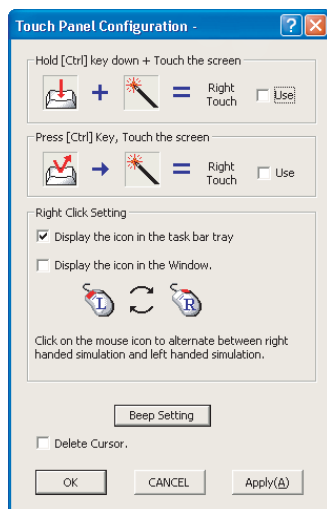 Touch Panel Configuration -
Hold [Ctrl] key down + Touch the screen
+ = Right
Touch
Use
Press [Ctrl] Key, Touch the screen
= Right
Touch
Use
Right Click Setting
Display the icon in the task bar tray
Display the icon in the Window.
L R
Click on the mouse icon to alternate between right
handed simulation and left handed simulation.
Beep Setting
Delete Cursor.
OK CANCEL Apply(A)